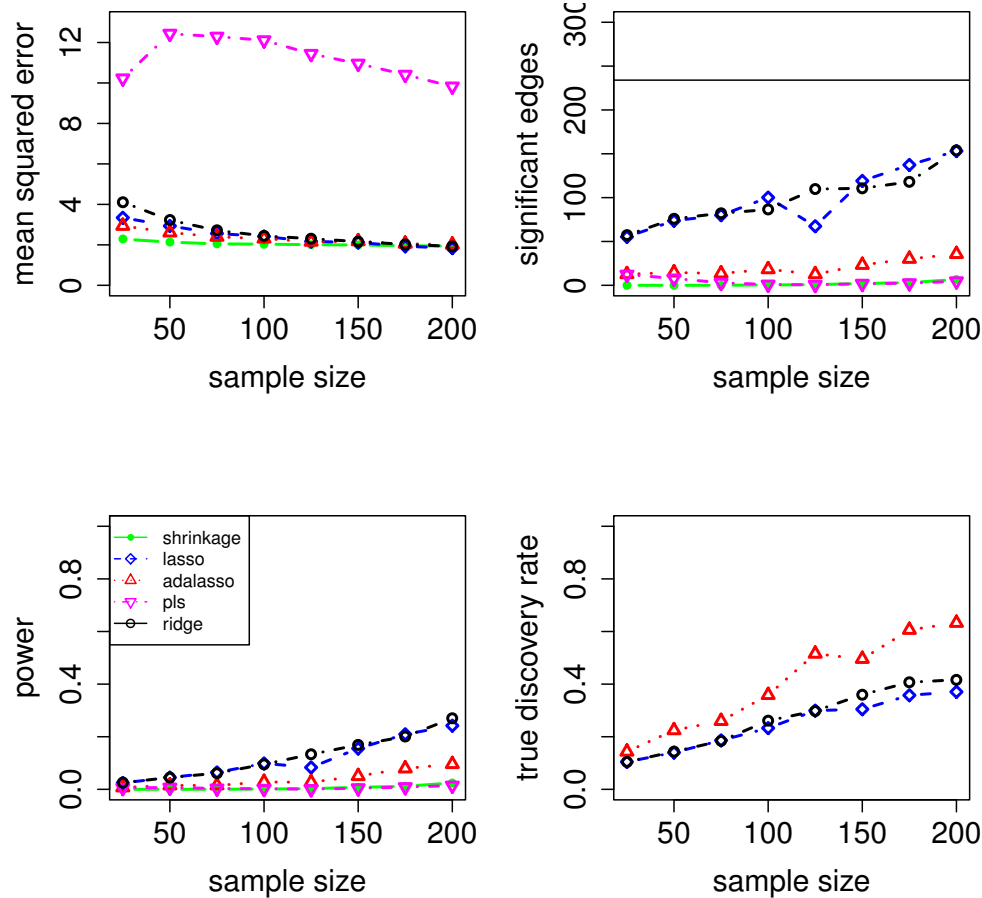 mean squared error
0 4 8 12
50 100 150 200
sample size
significant edges
0 100 200 300
50 100 150 200
sample size
power
0.0 0.4 0.8
shrinkage
lasso
adalasso
pls
ridge
50 100 150 200
sample size
true discovery rate
0.0 0.4 0.8
50 100 150 200
sample size